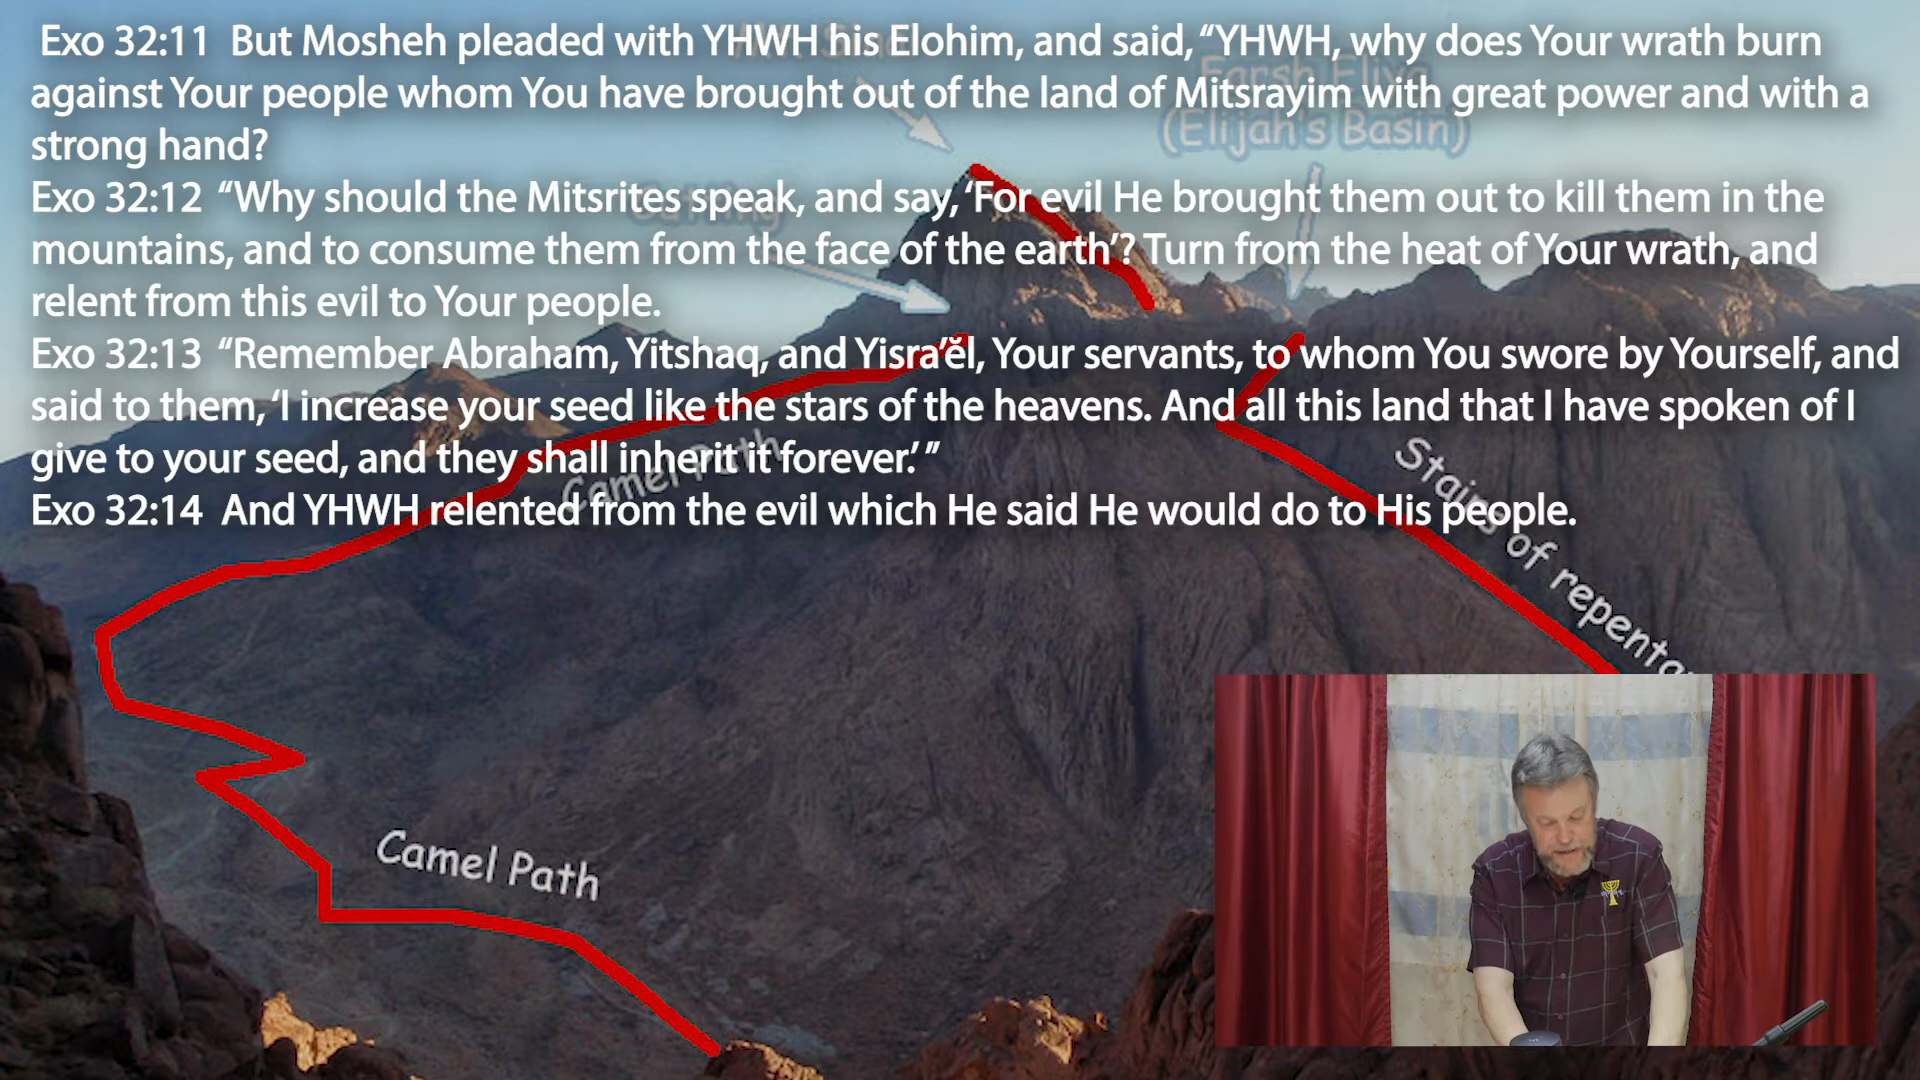 Exo 32:11 But Mosheh pleaded with YHWH his Elohim, and said, “YHWH, why does Your wrath burn
against Your people whom You have brought out of the land of Mitsrayim with great power and with a
strong hand?
Exo 32:12 “Why should the Mitsrites speak, and say, ‘For evil He brought them out to kill them in the
mountains, and to consume them from the face of the earth’? Turn from the heat of Your wrath, and
relent from this evil to Your people.
Exo 32:13 “Remember Abraham, Yitshaq, and Yisra’ĕl, Your servants, to whom You swore by Yourself, and
said to them, ‘I increase your seed like the stars of the heavens. And all this land that I have spoken of I
give to your seed, and they shall inherit it forever.’ ”
Exo 32:14 And YHWH relented from the evil which He said He would do to His people.
(Elijah's Basin)
Camel Path
Stairs of
Camel Path